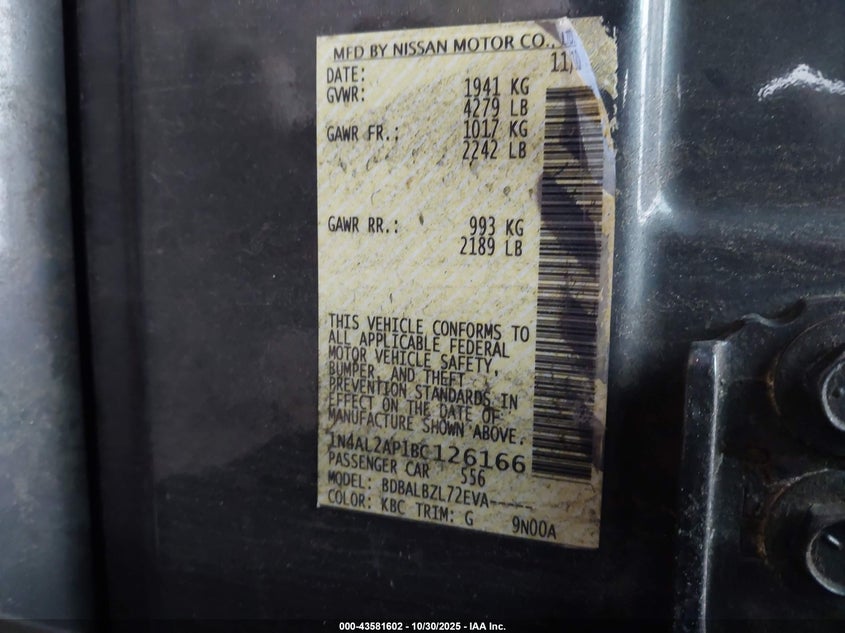 MFD BY NISSAN MOTOR CO.,
DATE: 11/
GVWR: 1941 KG
4279 LB
GAWR FR.: 1017 KG
2242 LB
GAWR RR.: 993 KG
2189 LB
THIS VEHICLE CONFORMS TO
ALL APPLICABLE FEDERAL
MOTOR VEHICLE SAFETY,
BUMPER, AND THEFT
PREVENTION STANDARDS IN
EFFECT ON THE DATE OF
MANUFACTURE SHOWN ABOVE.
1N4AL2AP1BC126166
PASSENGER CAR S56
MODEL: BDBALBZL72EVA-----
COLOR: KBC TRIM: G 9N00A
000-43581602 - 10/30/2025 - IAA Inc.